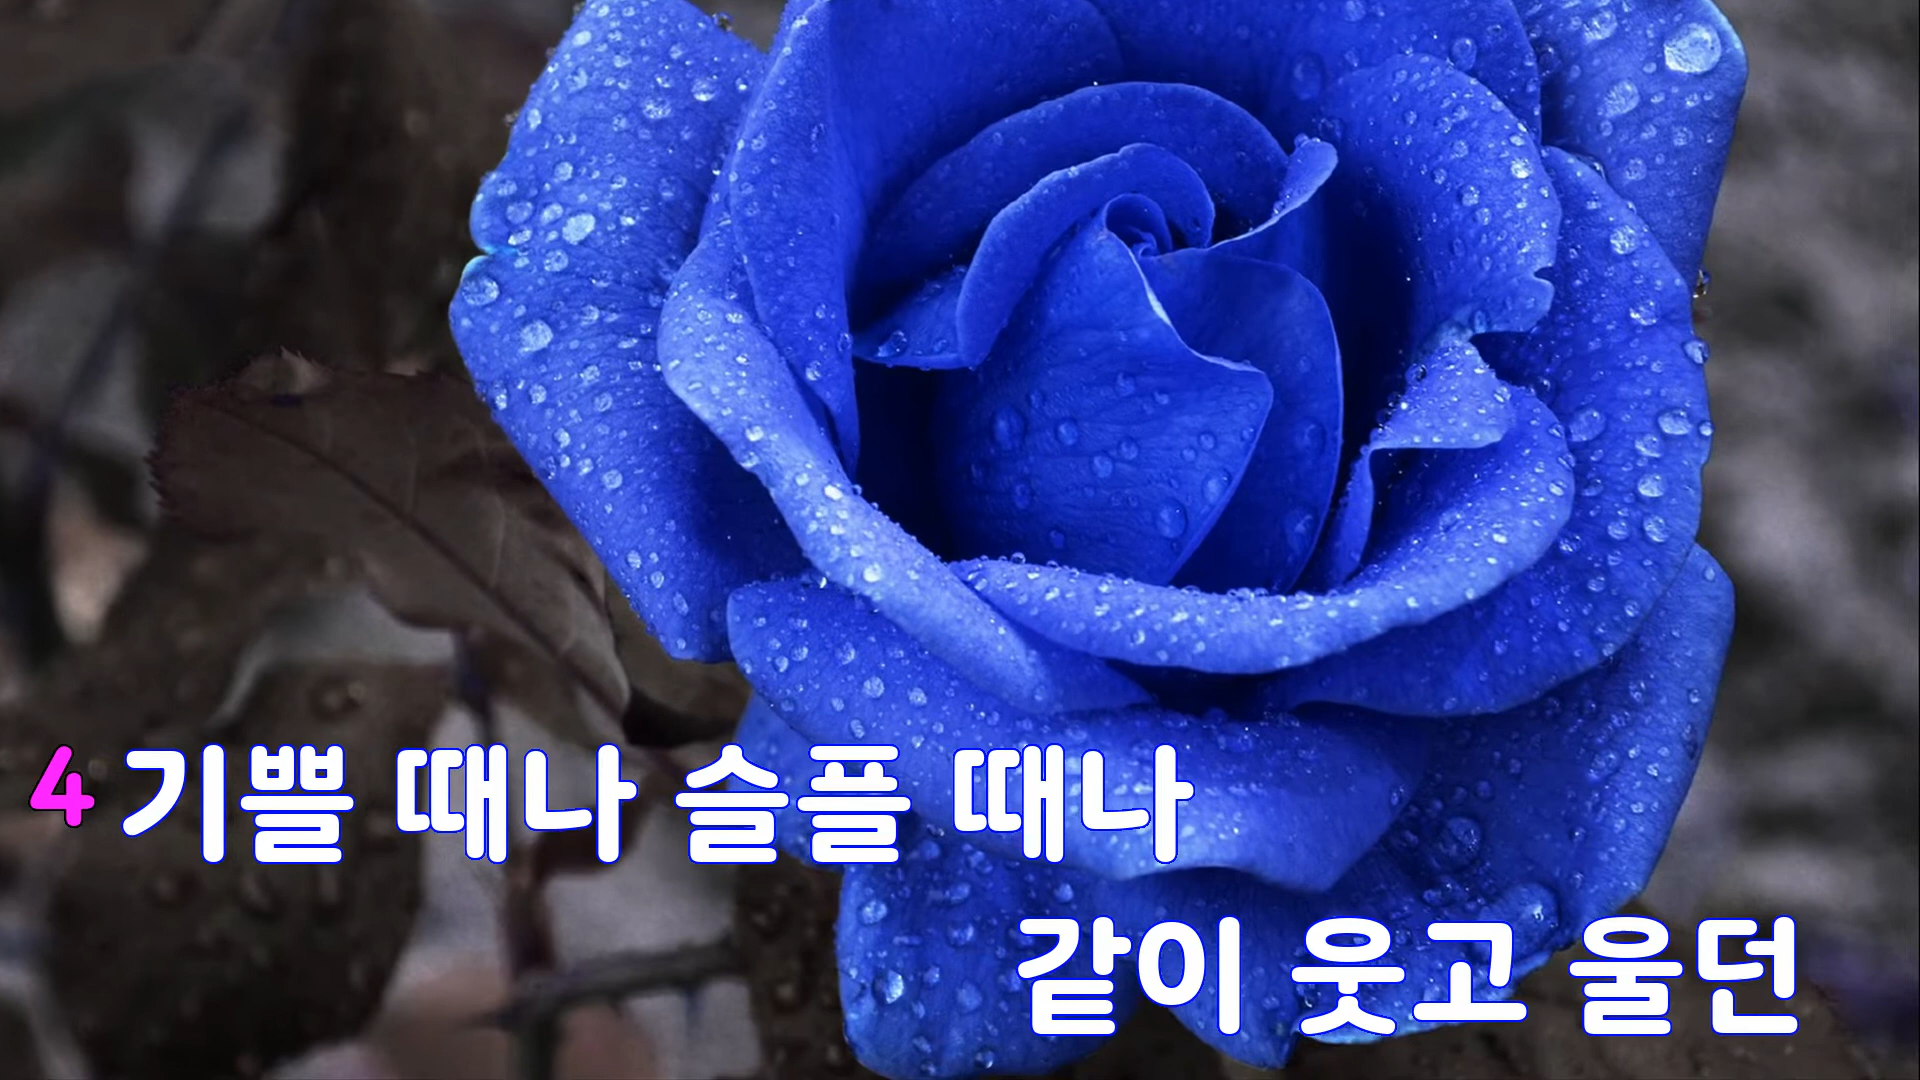 4 기쁠 때나 슬플 때나
같이 웃고 울던